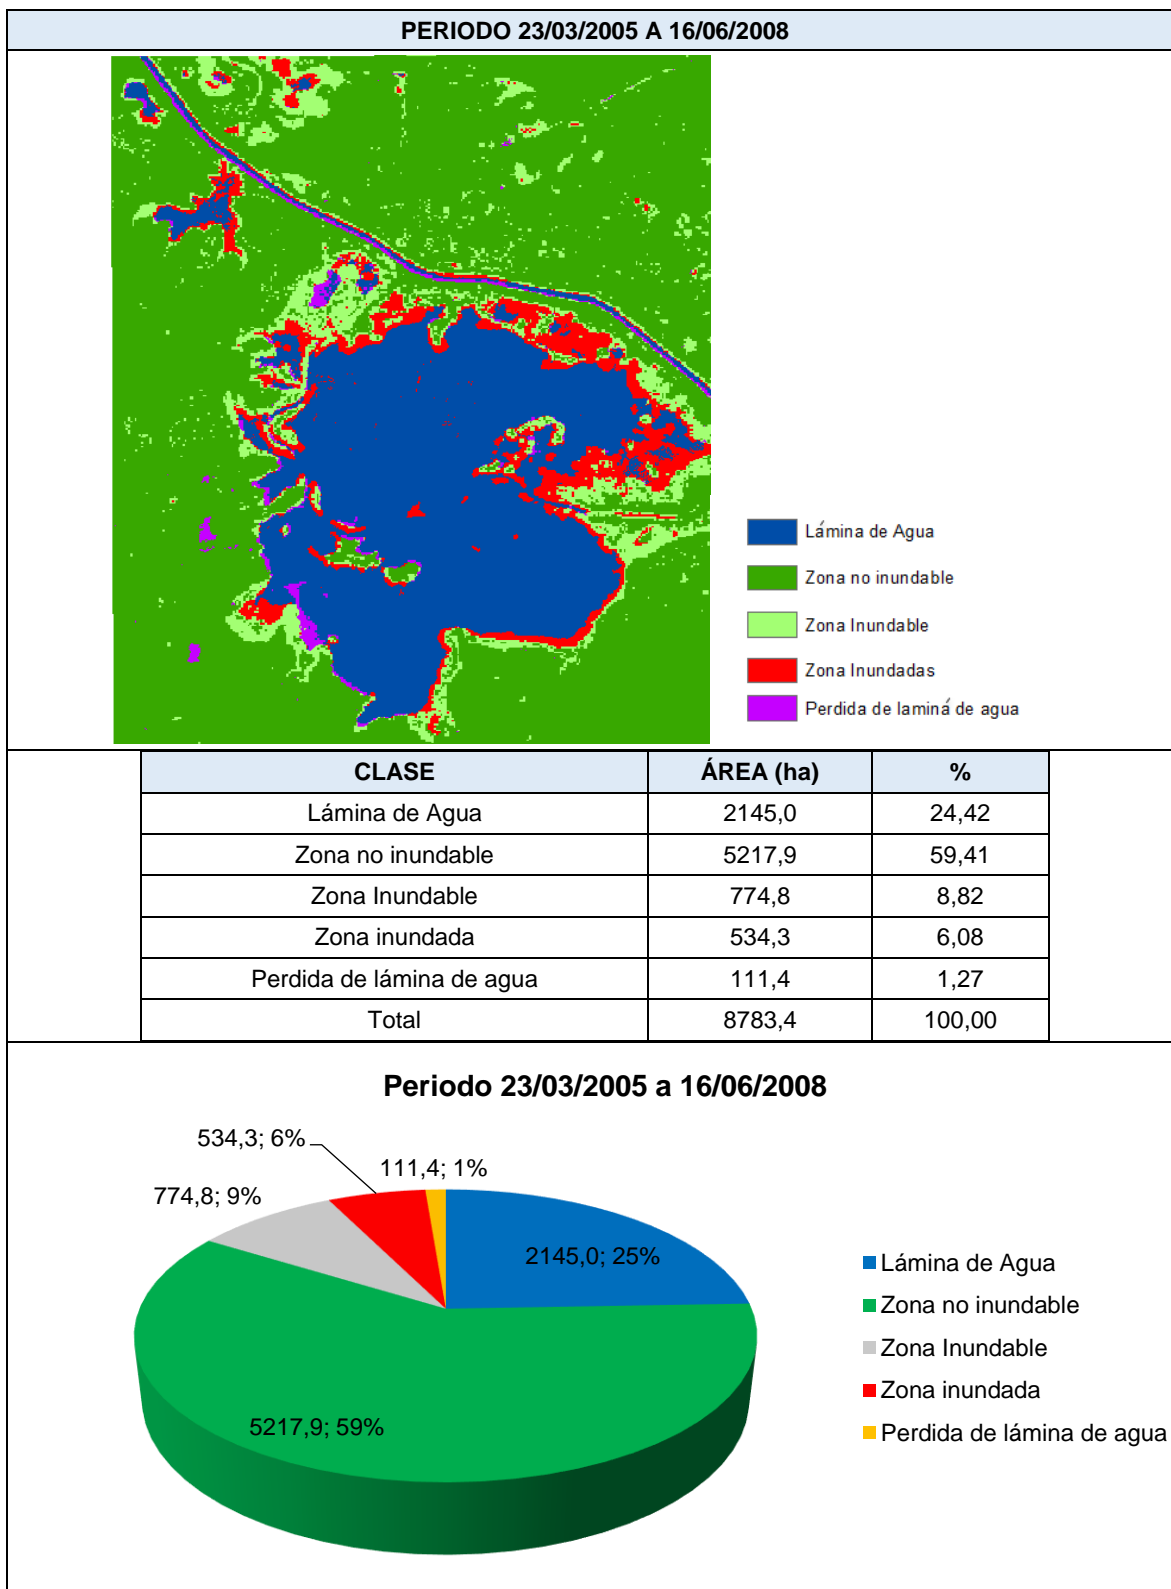 PERIODO 23/03/2005 A 16/06/2008
Lámina de Agua
Zona no inundable
Zona Inundable
Zona Inundadas
Perdida de laminá de agua
CLASE ÁREA (ha) %
Lámina de Agua 2145,0 24,42
Zona no inundable 5217,9 59,41
Zona Inundable 774,8 8,82
Zona inundada 534,3 6,08
Perdida de lámina de agua 111,4 1,27
Total 8783,4 100,00
Periodo 23/03/2005 a 16/06/2008
534,3; 6%
111,4; 1%
774,8; 9%
2145,0; 25%
5217,9; 59%
Lámina de Agua
Zona no inundable
Zona Inundable
Zona inundada
Perdida de lámina de agua